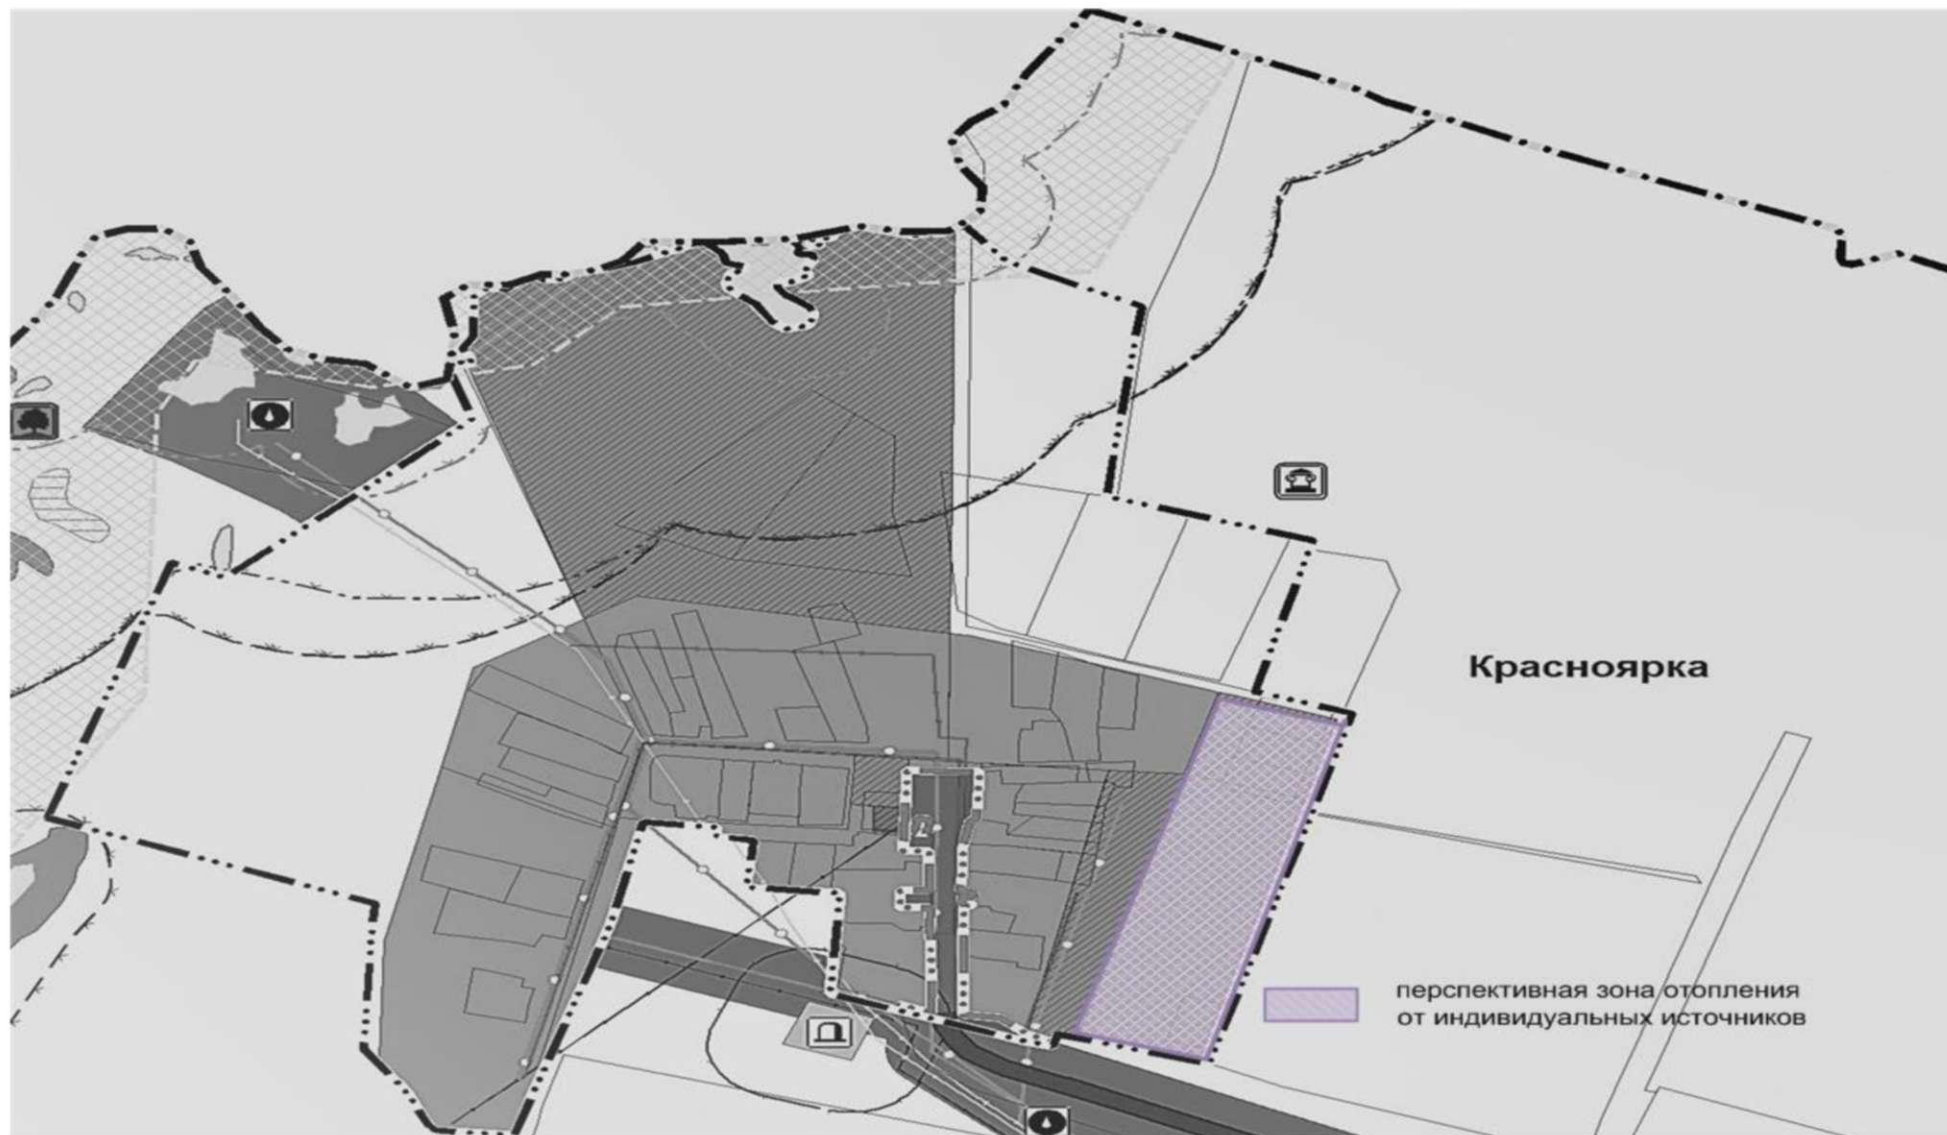 Красноярка
перспективная зона отопления
от индивидуальных источников